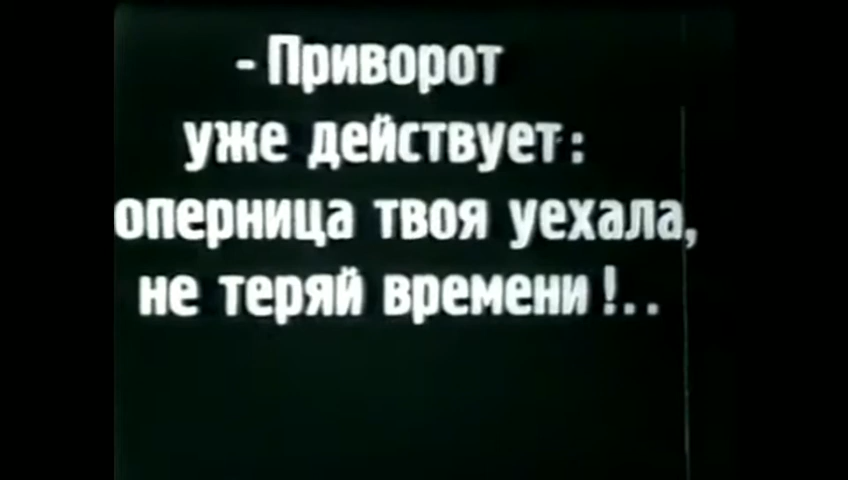 - Приворот
уже действует:
оперница твоя уехала,
не теряй времени!..